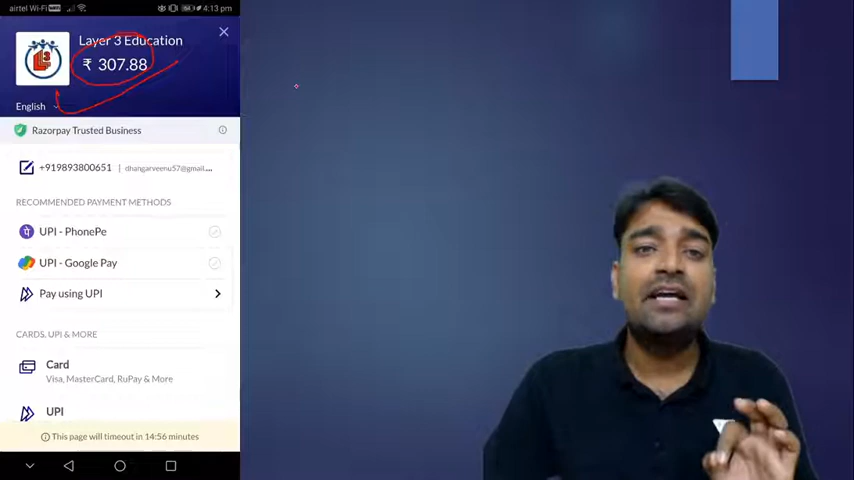 airtel Wi-Fi
4:13 pm
Layer 3 Education
₹ 307.88
English
Razorpay Trusted Business
+919893800651 | dhangarveenu57@gmail....
RECOMMENDED PAYMENT METHODS
UPI - PhonePe
UPI - Google Pay
Pay using UPI
CARDS, UPI & MORE
Card
Visa, MasterCard, RuPay & More
UPI
This page will timeout in 14:56 minutes